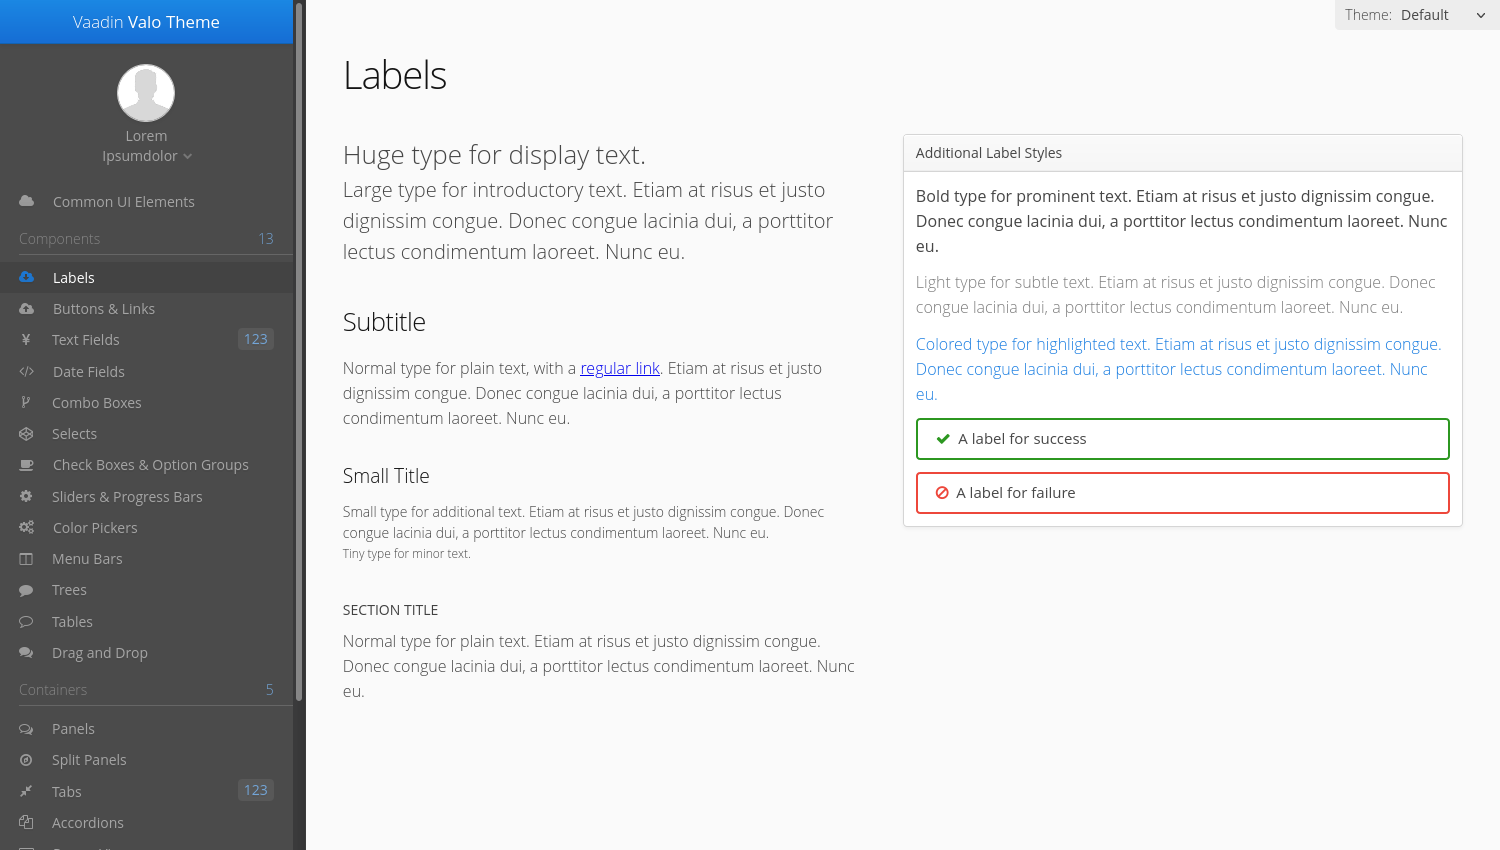 Vaadin Valo Theme
Lorem
Ipsumdolor
Common UI Elements
Components 13
Labels
Buttons & Links
Text Fields 123
Date Fields
Combo Boxes
Selects
Check Boxes & Option Groups
Sliders & Progress Bars
Color Pickers
Menu Bars
Trees
Tables
Drag and Drop
Containers 5
Panels
Split Panels
Tabs 123
Accordions
Theme: Default
Labels
Huge type for display text.
Large type for introductory text. Etiam at risus et justo
dignissim congue. Donec congue lacinia dui, a porttitor
lectus condimentum laoreet. Nunc eu.
Subtitle
Normal type for plain text, with a regular link. Etiam at risus et justo
dignissim congue. Donec congue lacinia dui, a porttitor lectus
condimentum laoreet. Nunc eu.
Small Title
Small type for additional text. Etiam at risus et justo dignissim congue. Donec
congue lacinia dui, a porttitor lectus condimentum laoreet. Nunc eu.
Tiny type for minor text.
SECTION TITLE
Normal type for plain text. Etiam at risus et justo dignissim congue.
Donec congue lacinia dui, a porttitor lectus condimentum laoreet. Nunc
eu.
Additional Label Styles
Bold type for prominent text. Etiam at risus et justo dignissim congue.
Donec congue lacinia dui, a porttitor lectus condimentum laoreet. Nunc
eu.
Light type for subtle text. Etiam at risus et justo dignissim congue. Donec
congue lacinia dui, a porttitor lectus condimentum laoreet. Nunc eu.
Colored type for highlighted text. Etiam at risus et justo dignissim congue.
Donec congue lacinia dui, a porttitor lectus condimentum laoreet. Nunc
eu.
A label for success
A label for failure